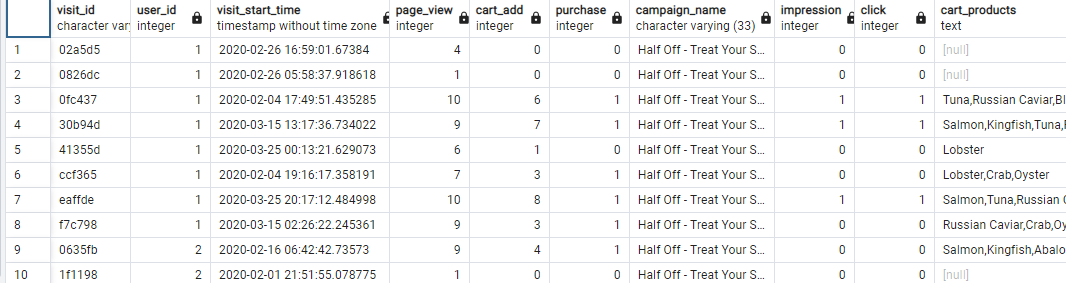 visit_id user_id visit_start_time page_view cart_add purchase campaign_name impression click cart_products
character vary integer timestamp without time zone integer integer integer character varying (33) integer integer text
1 02a5d5 1 2020-02-26 16:59:01.67384 4 0 0 Half Off - Treat Your S... 0 0 [null]
2 0826dc 1 2020-02-26 05:58:37.918618 1 0 0 Half Off - Treat Your S... 0 0 [null]
3 0fc437 1 2020-02-04 17:49:51.435285 10 6 1 Half Off - Treat Your S... 1 1 Tuna,Russian Caviar,Bl
4 30b94d 1 2020-03-15 13:17:36.734022 9 7 1 Half Off - Treat Your S... 1 1 Salmon,Kingfish,Tuna,
5 41355d 1 2020-03-25 00:13:21.629073 6 1 0 Half Off - Treat Your S... 0 0 Lobster
6 ccf365 1 2020-02-04 19:16:17.358191 7 3 1 Half Off - Treat Your S... 0 0 Lobster,Crab,Oyster
7 eaffde 1 2020-03-25 20:17:12.484998 10 8 1 Half Off - Treat Your S... 1 1 Salmon,Tuna,Russian
8 f7c798 1 2020-03-15 02:26:22.245361 9 3 1 Half Off - Treat Your S... 0 0 Russian Caviar,Crab,Oy
9 0635fb 2 2020-02-16 06:42:42.73573 9 4 1 Half Off - Treat Your S... 0 0 Salmon,Kingfish,Abalo
10 1f1198 2 2020-02-01 21:51:55.078775 1 0 0 Half Off - Treat Your S... 0 0 [null]